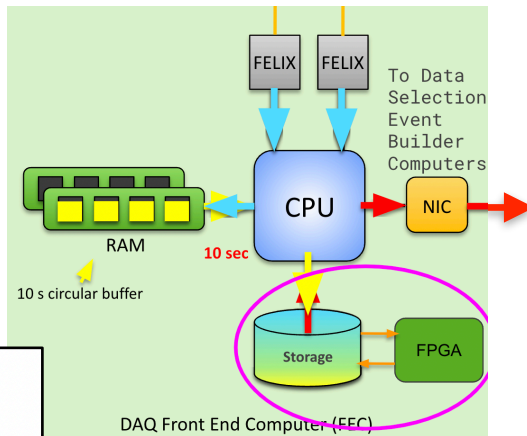 FELIX
FELIX
To Data
Selection
Event
Builder
Computers
CPU
NIC
RAM
10 sec
10 s circular buffer
Storage
FPGA
DAQ Front End Computer (FEC)